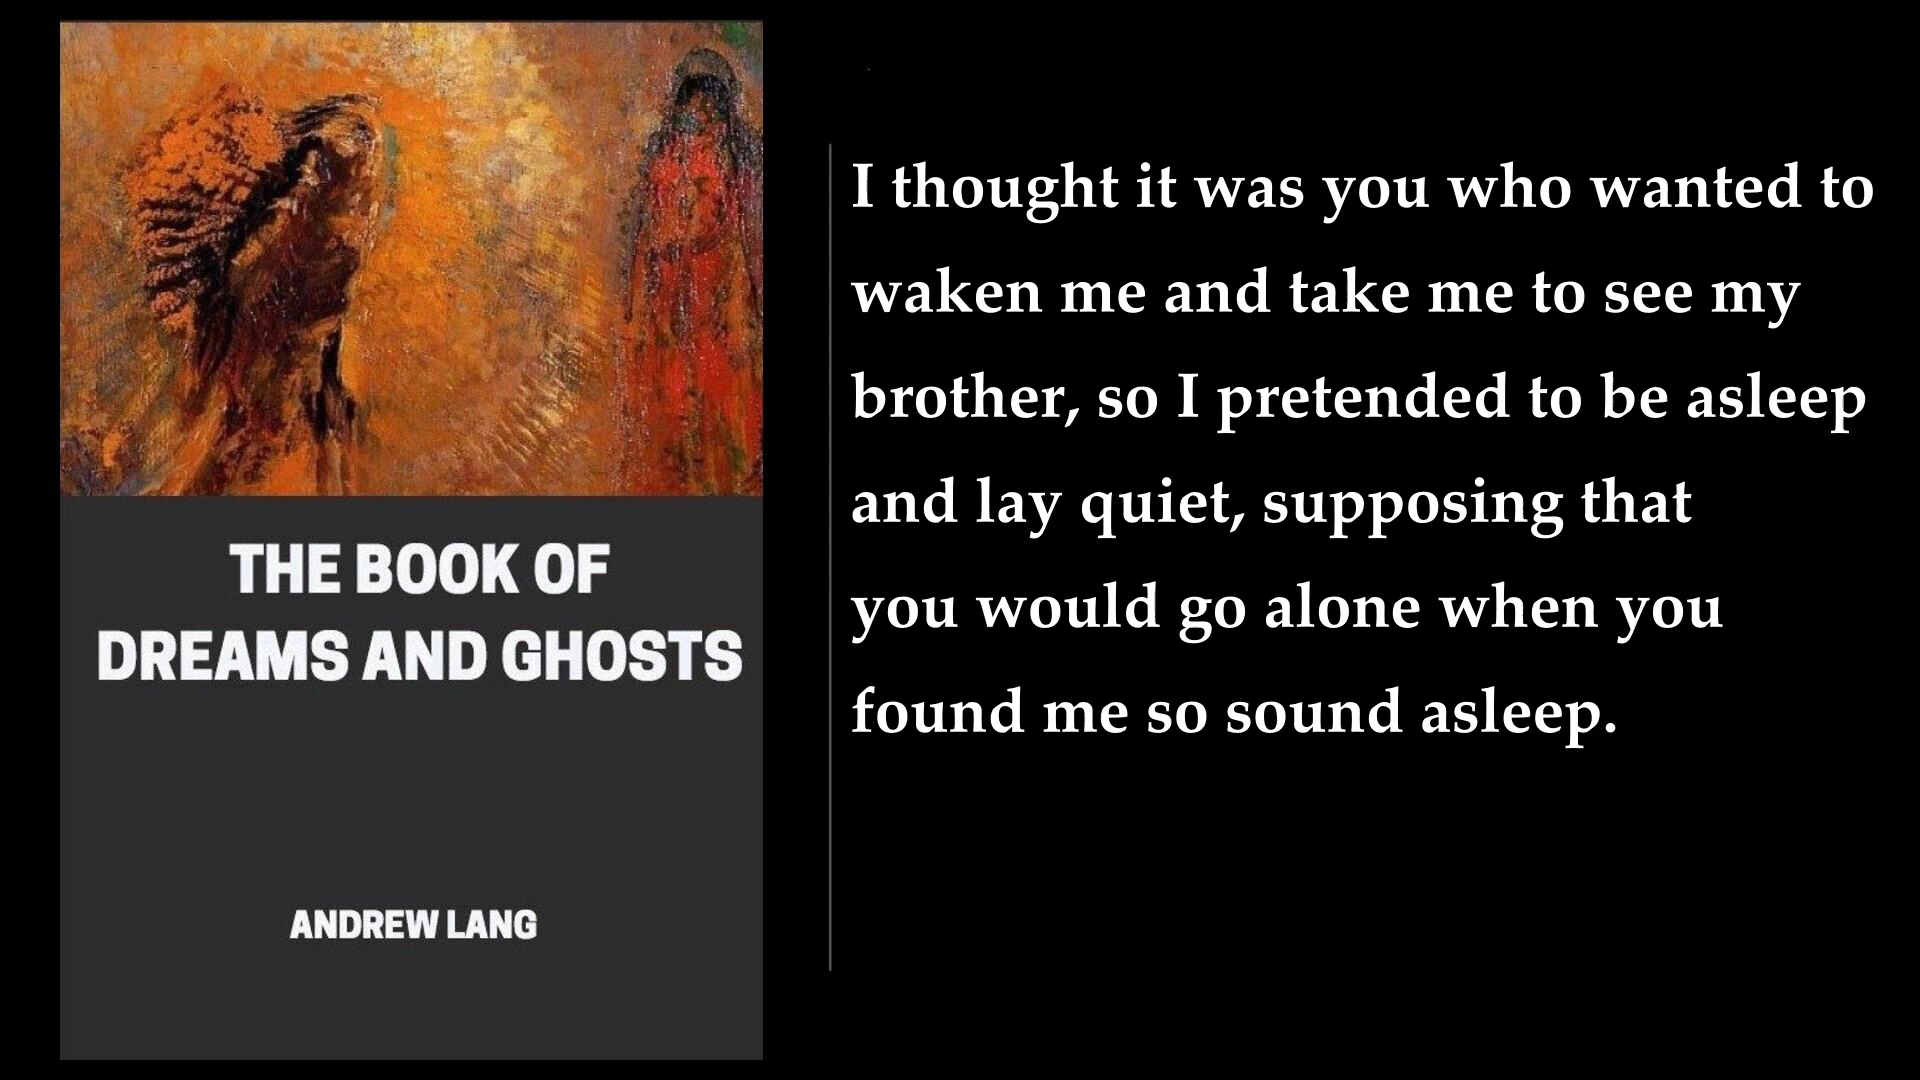 THE BOOK OF
DREAMS AND GHOSTS
ANDREW LANG
I thought it was you who wanted to
waken me and take me to see my
brother, so I pretended to be asleep
and lay quiet, supposing that
you would go alone when you
found me so sound asleep.